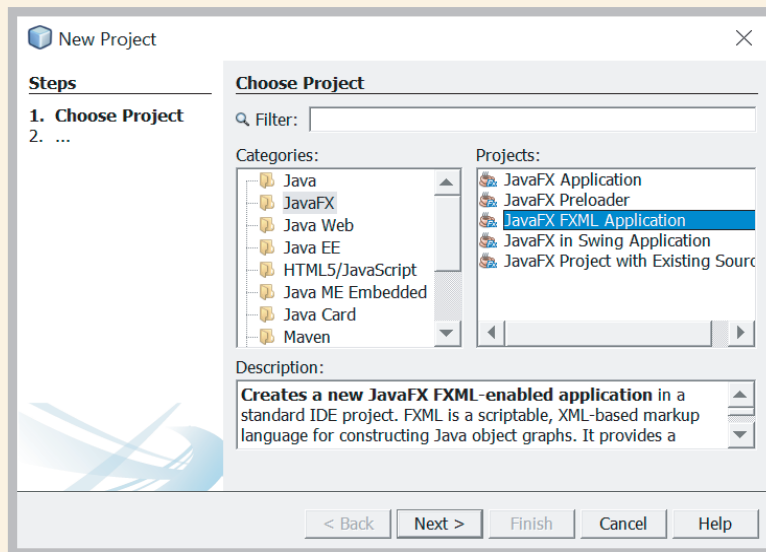 New Project
Steps
1. Choose Project
2. ...
Choose Project
Filter:
Categories:
Java
JavaFX
Java Web
Java EE
HTML5/JavaScript
Java ME Embedded
Java Card
Maven
Projects:
JavaFX Application
JavaFX Preloader
JavaFX FXML Application
JavaFX in Swing Application
JavaFX Project with Existing Sourc
Description:
Creates a new JavaFX FXML-enabled application in a
standard IDE project. FXML is a scriptable, XML-based markup
language for constructing Java object graphs. It provides a
< Back Next > Finish Cancel Help